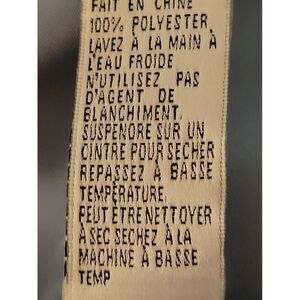 FAIT EN CHINE
100% POLYESTER.
LAVEZ À LA MAIN À
L'EAU FROIDE
N'UTILISEZ PAS
D'AGENT DE
BLANCHIMENT.
SUSPENDRE SUR UN
CINTRE POUR SECHER
REPASSEZ À BASSE
TEMPÉRATURE.
PEUT ETRE NETTOYER
A SEC SECHEZ À LA
MACHINE À BASSE
TEMP